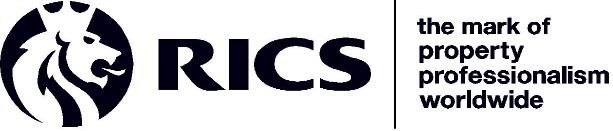 RICS
the mark of
property
professionalism
worldwide